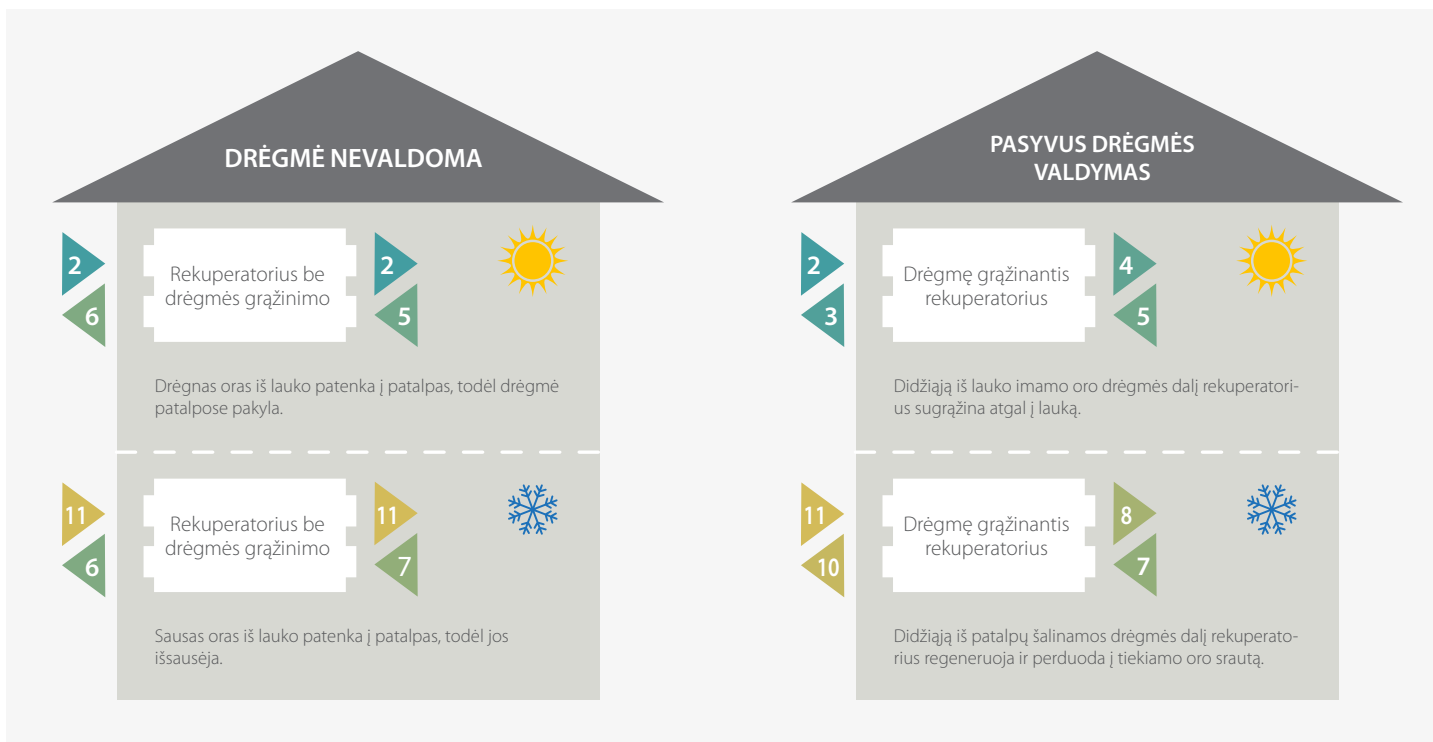 DRĖGMĖ NEVALDOMA
2
6
Rekuperatorius be
drėgmės grąžinimo
2
5
Drėgnas oras iš lauko patenka į patalpas, todėl drėgmė
patalpose pakyla.
11
6
Rekuperatorius be
drėgmės grąžinimo
11
7
Sausas oras iš lauko patenka į patalpas, todėl jos
išsausėja.
PASYVUS DRĖGMĖS
VALDYMAS
2
3
Drėgmę grąžinantis
rekuperatorius
4
5
Didžiąją iš lauko imamo oro drėgmės dalį rekuperatori-
us sugrąžina atgal į lauką.
11
10
Drėgmę grąžinantis
rekuperatorius
8
7
Didžiąją iš patalpų šalinamos drėgmės dalį rekuperato-
rius regeneruoja ir perduoda į tiekiamo oro srautą.